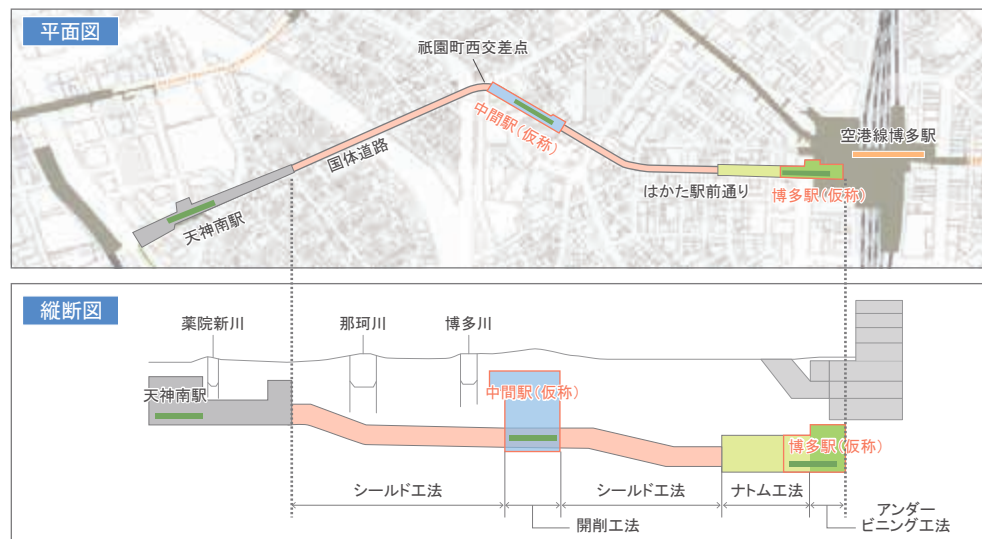 平面図
祇園町西交差点
中間駅(仮称)
空港線博多駅
国体道路
はかた駅前通り
博多駅(仮称)
天神南駅
縦断図
薬院新川
那珂川
博多川
天神南駅
中間駅(仮称)
博多駅(仮称)
シールド工法
シールド工法
ナトム工法
開削工法
アンダー
ピニング工法